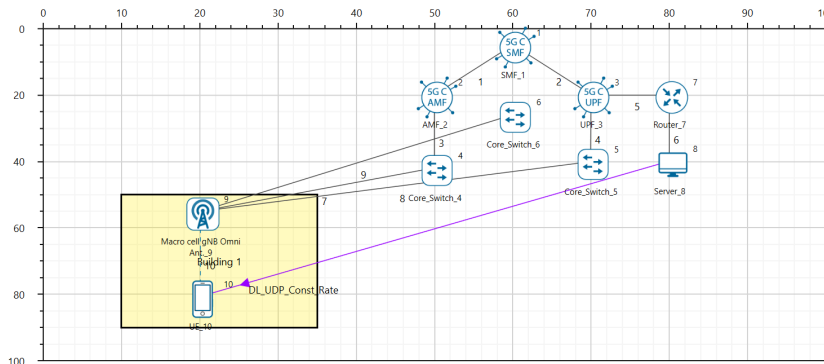 0 10 20 30 40 50 60 70 80 90 100
0
5G C
SMF
1
SMF_1
1
2
20
5G C
AMF
2
AMF_2
5G C
UPF
3
UPF_3
5
7
Router_7
6
Core_Switch_6
3
4
6
40
4
Core_Switch_4
5
Core_Switch_5
8
Server_8
9
7
8
60
9
Macro cell gNB Omni
Ant_9
Building 1
10
80
10
DL_UDP_Const_Rate
UE_10
100